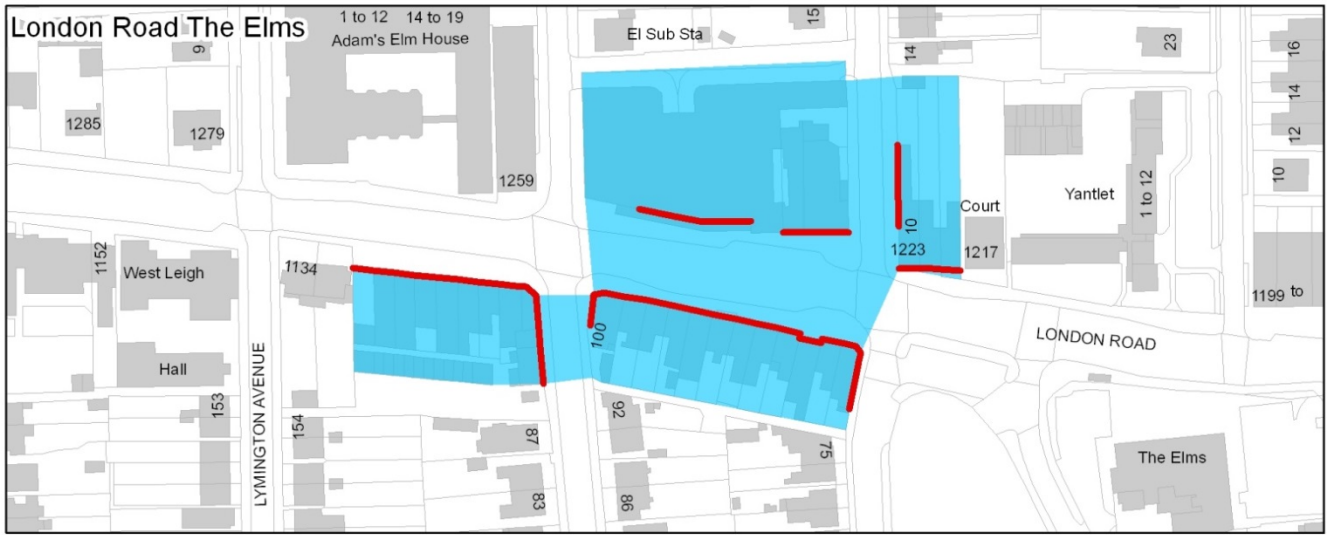 London Road The Elms
1 to 12 14 to 19
Adam's Elm House
El Sub Sta
15
14
23
16
9
1285
1279
14
12
1259
10
Yantlet
1 to 12
Court
10
1223
1217
1152
West Leigh
1134
1199 to
100
LONDON ROAD
Hall
LYMINGTON AVENUE
153
154
92
87
75
The Elms
83
86